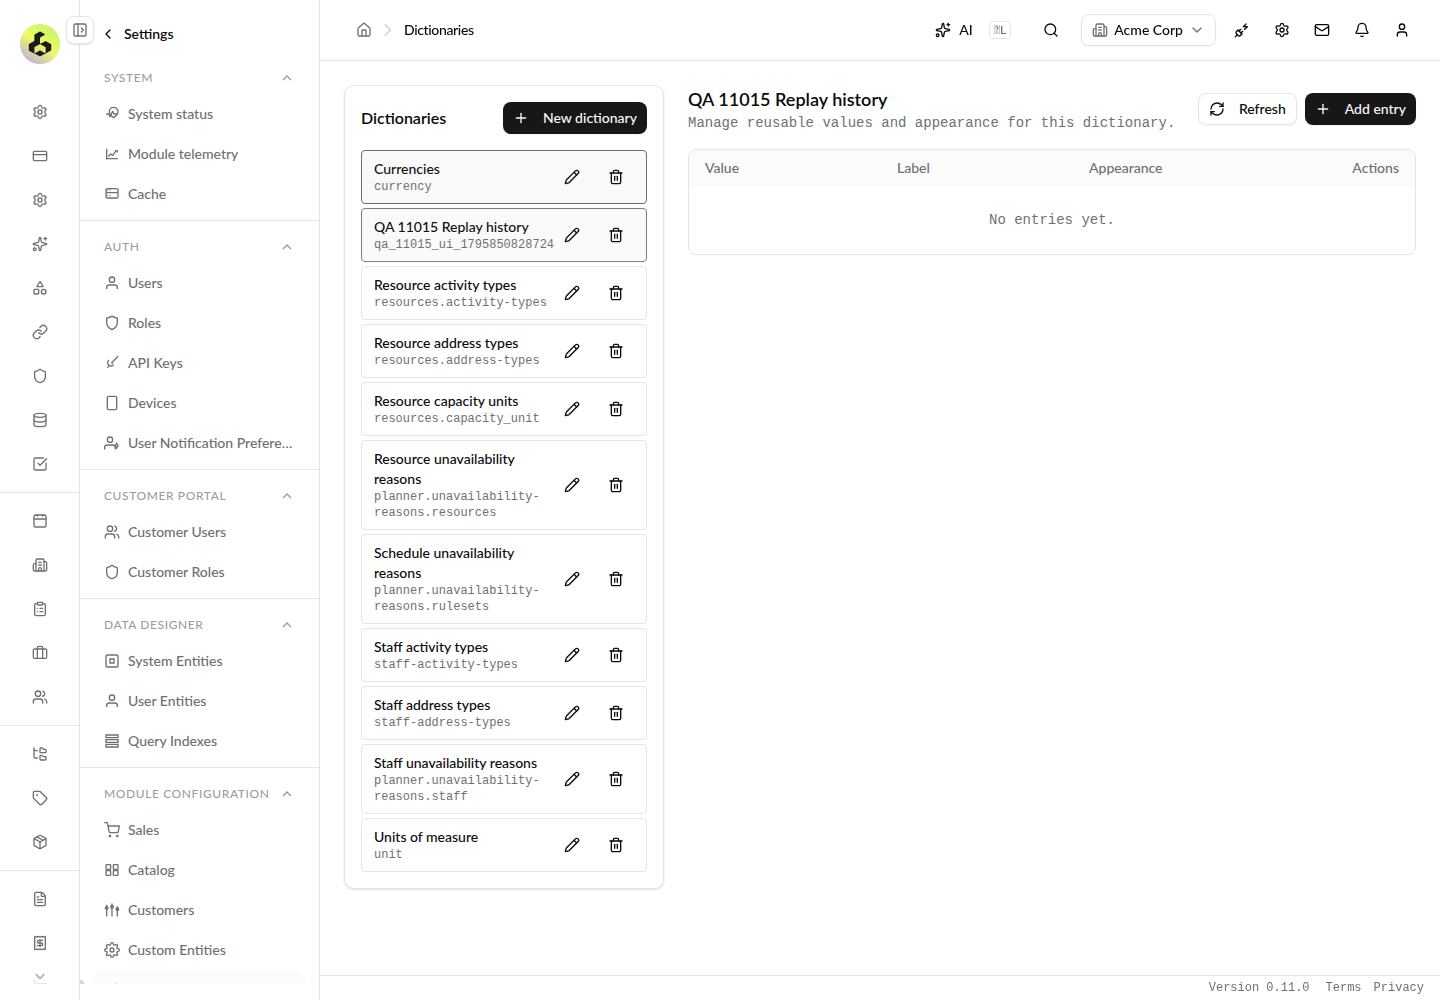 Settings
SYSTEM
System status
Module telemetry
Cache
AUTH
Users
Roles
API Keys
Devices
User Notification Prefere...
CUSTOMER PORTAL
Customer Users
Customer Roles
DATA DESIGNER
System Entities
User Entities
Query Indexes
MODULE CONFIGURATION
Sales
Catalog
Customers
Custom Entities
Dictionaries
AI
Acme Corp
Dictionaries
New dictionary
Currencies
currency
QA 11015 Replay history
qa_11015_ui_1795850828724
Resource activity types
resources.activity-types
Resource address types
resources.address-types
Resource capacity units
resources.capacity_unit
Resource unavailability
reasons
planner.unavailability-
reasons.resources
Schedule unavailability
reasons
planner.unavailability-
reasons.rulesets
Staff activity types
staff-activity-types
Staff address types
staff-address-types
Staff unavailability reasons
planner.unavailability-
reasons.staff
Units of measure
unit
QA 11015 Replay history
Manage reusable values and appearance for this dictionary.
Refresh
Add entry
Value Label Appearance Actions
No entries yet.
Version 0.11.0 Terms Privacy